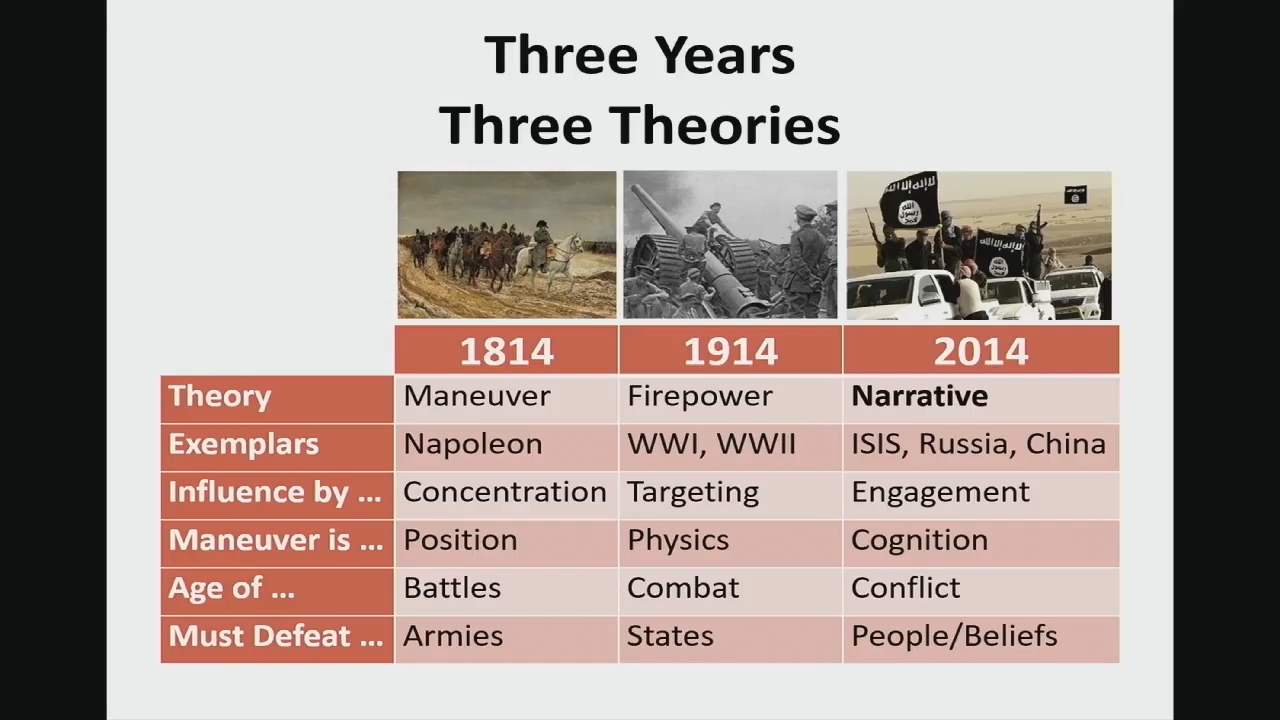 Three Years
Three Theories
1814 1914 2014
Theory Maneuver Firepower Narrative
Exemplars Napoleon WWI, WWII ISIS, Russia, China
Influence by ... Concentration Targeting Engagement
Maneuver is ... Position Physics Cognition
Age of ... Battles Combat Conflict
Must Defeat ... Armies States People/Beliefs